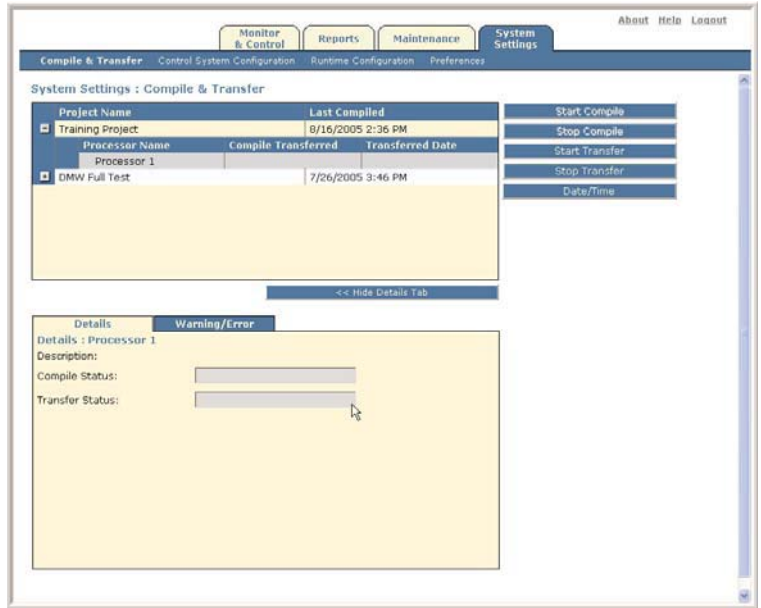 About Help Logout
Monitor & Control Reports Maintenance System Settings
Compile & Transfer Control System Configuration Runtime Configuration Preferences
System Settings : Compile & Transfer
Project Name Last Compiled
Training Project 8/16/2005 2:36 PM
Processor Name Compile Transferred Transferred Date
Processor 1
DMW Full Test 7/26/2005 3:46 PM
Start Compile
Stop Compile
Start Transfer
Stop Transfer
Date/Time
<< Hide Details Tab
Details Warning/Error
Details : Processor 1
Description:
Compile Status:
Transfer Status: